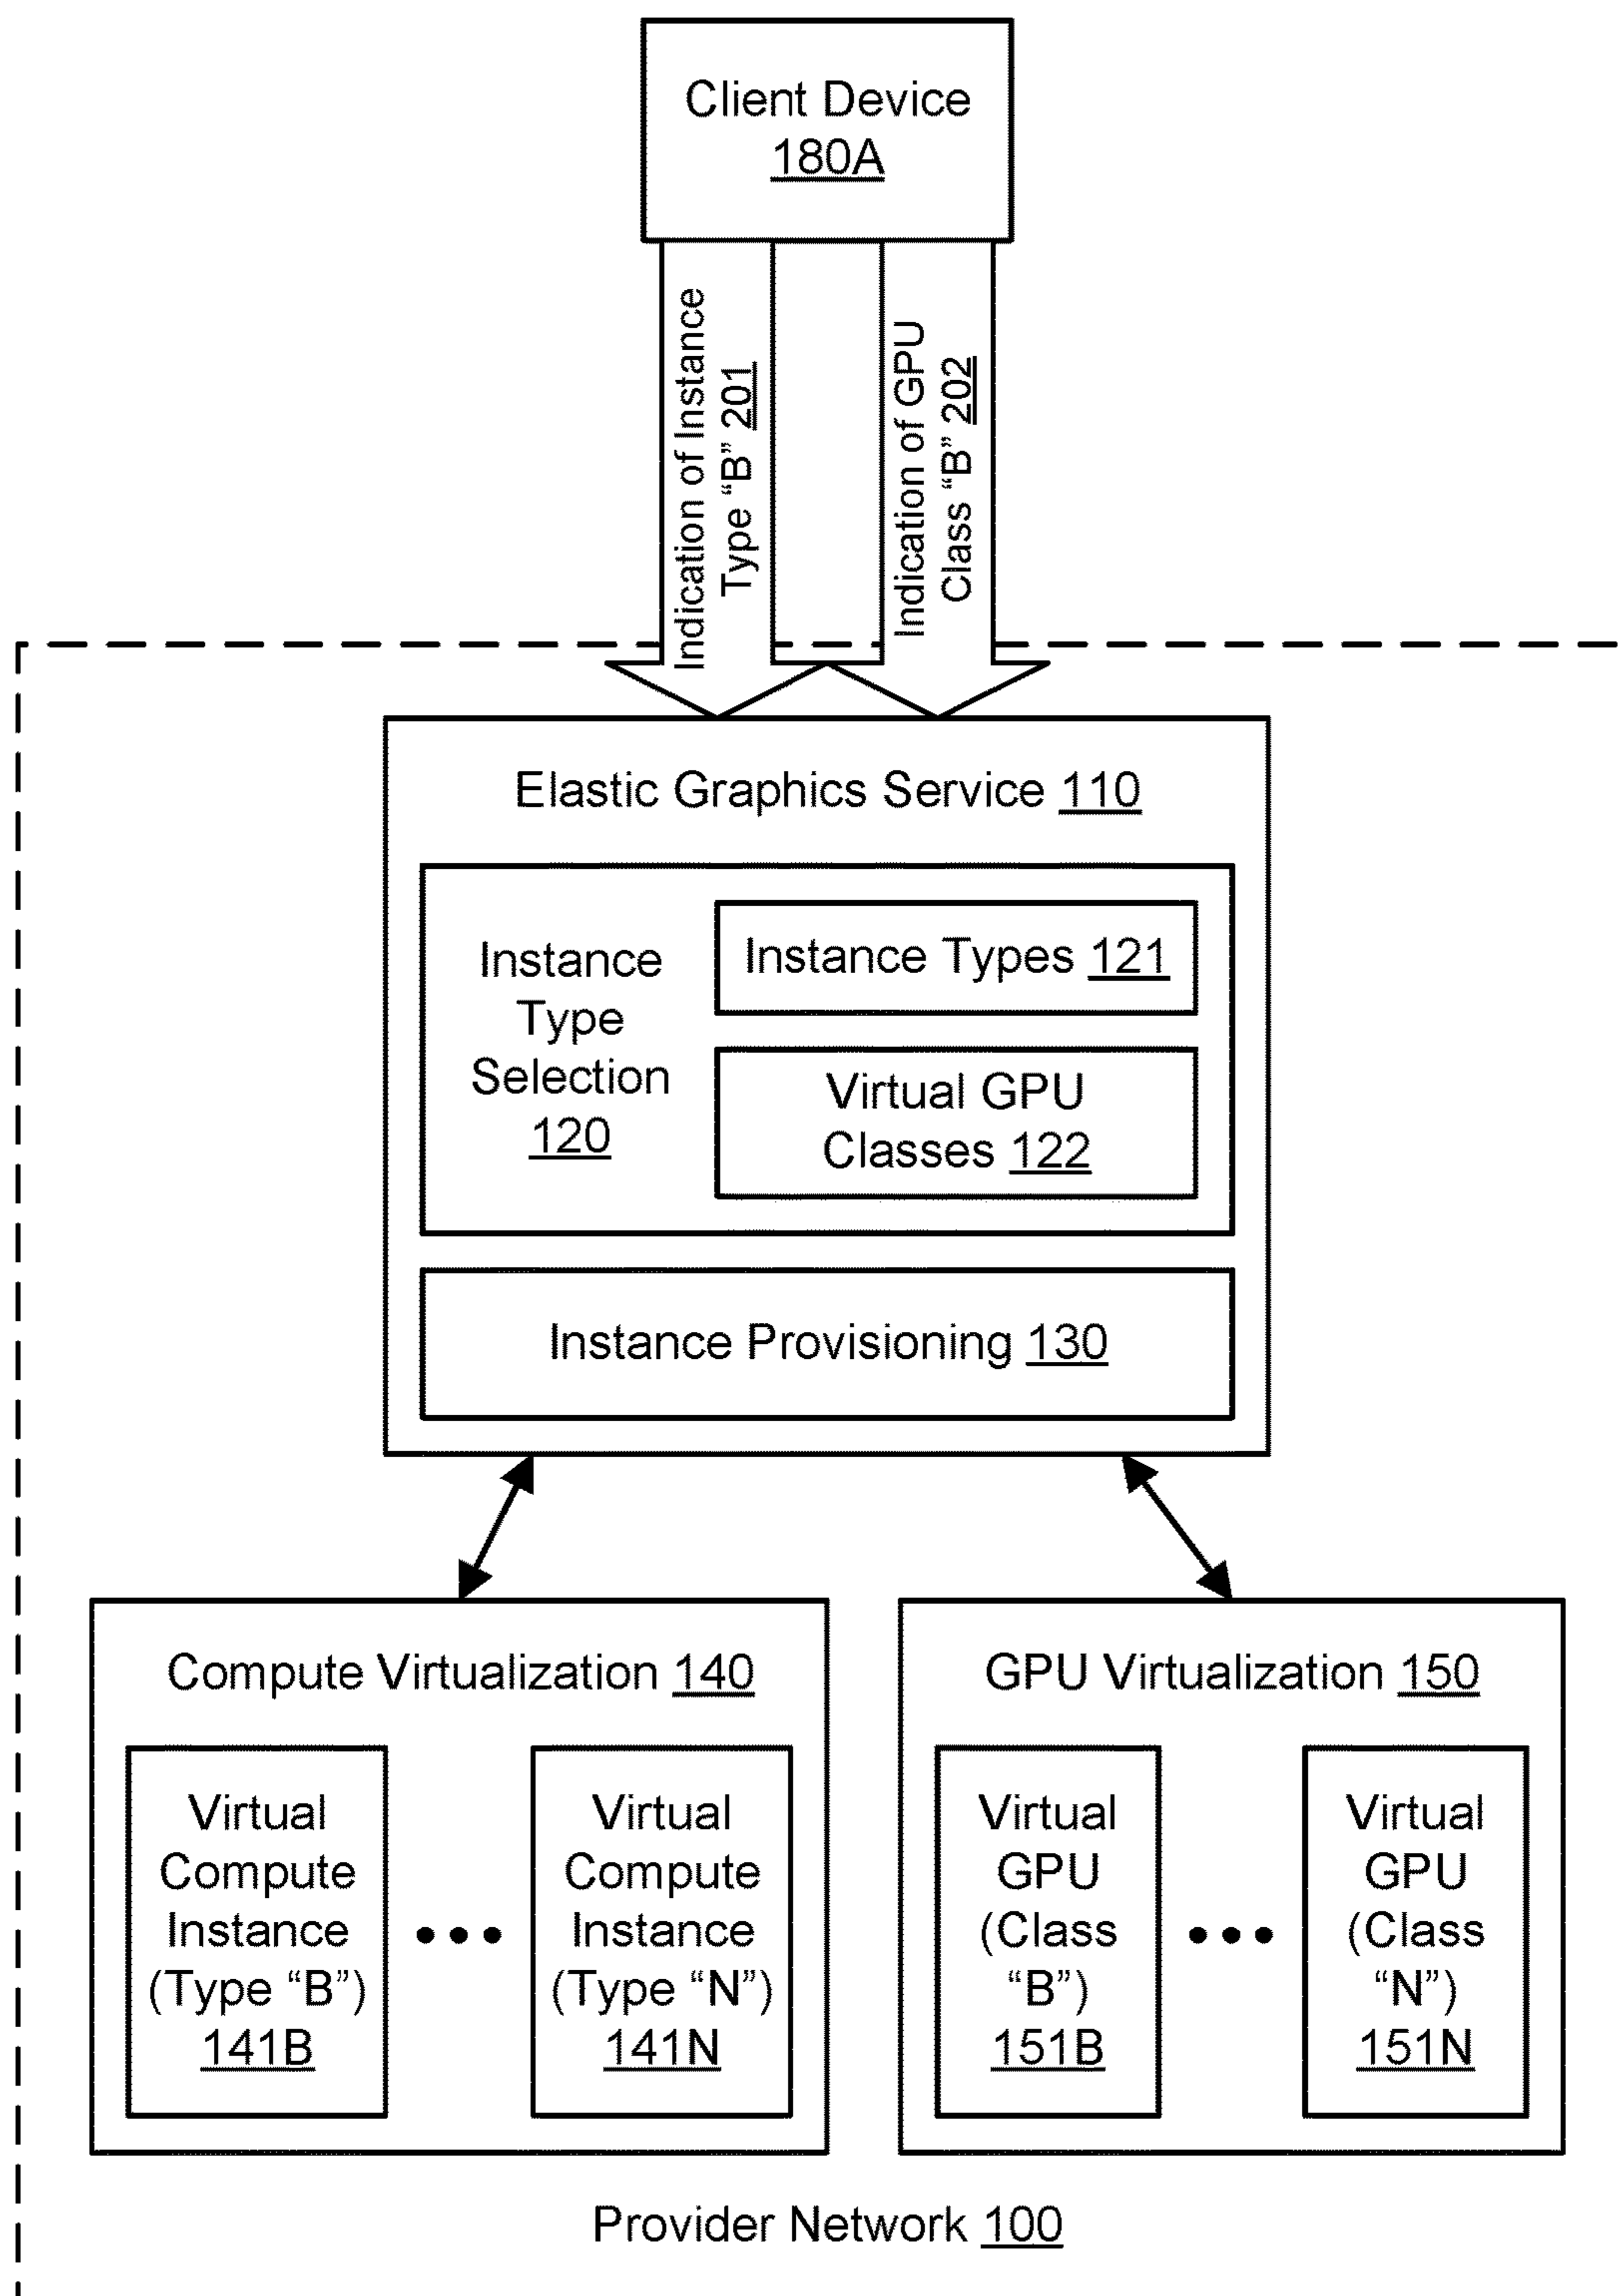 Client Device
180A
Indication of Instance
Type “B” 201
Indication of GPU
Class “B” 202
Elastic Graphics Service 110
Instance
Type
Selection
120
Instance Types 121
Virtual GPU
Classes 122
Instance Provisioning 130
Compute Virtualization 140
Virtual
Compute
Instance
(Type “B”)
141B
Virtual
Compute
Instance
(Type “N”)
141N
GPU Virtualization 150
Virtual
GPU
(Class
“B”)
151B
Virtual
GPU
(Class
“N”)
151N
Provider Network 100